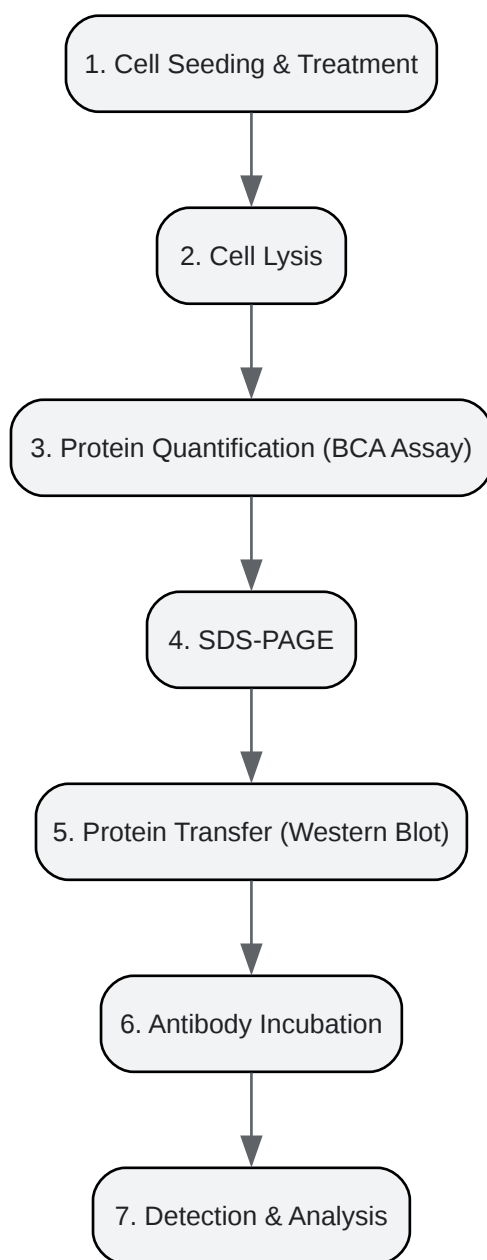 1. Cell Seeding & Treatment
2. Cell Lysis
3. Protein Quantification (BCA Assay)
4. SDS-PAGE
5. Protein Transfer (Western Blot)
6. Antibody Incubation
7. Detection & Analysis